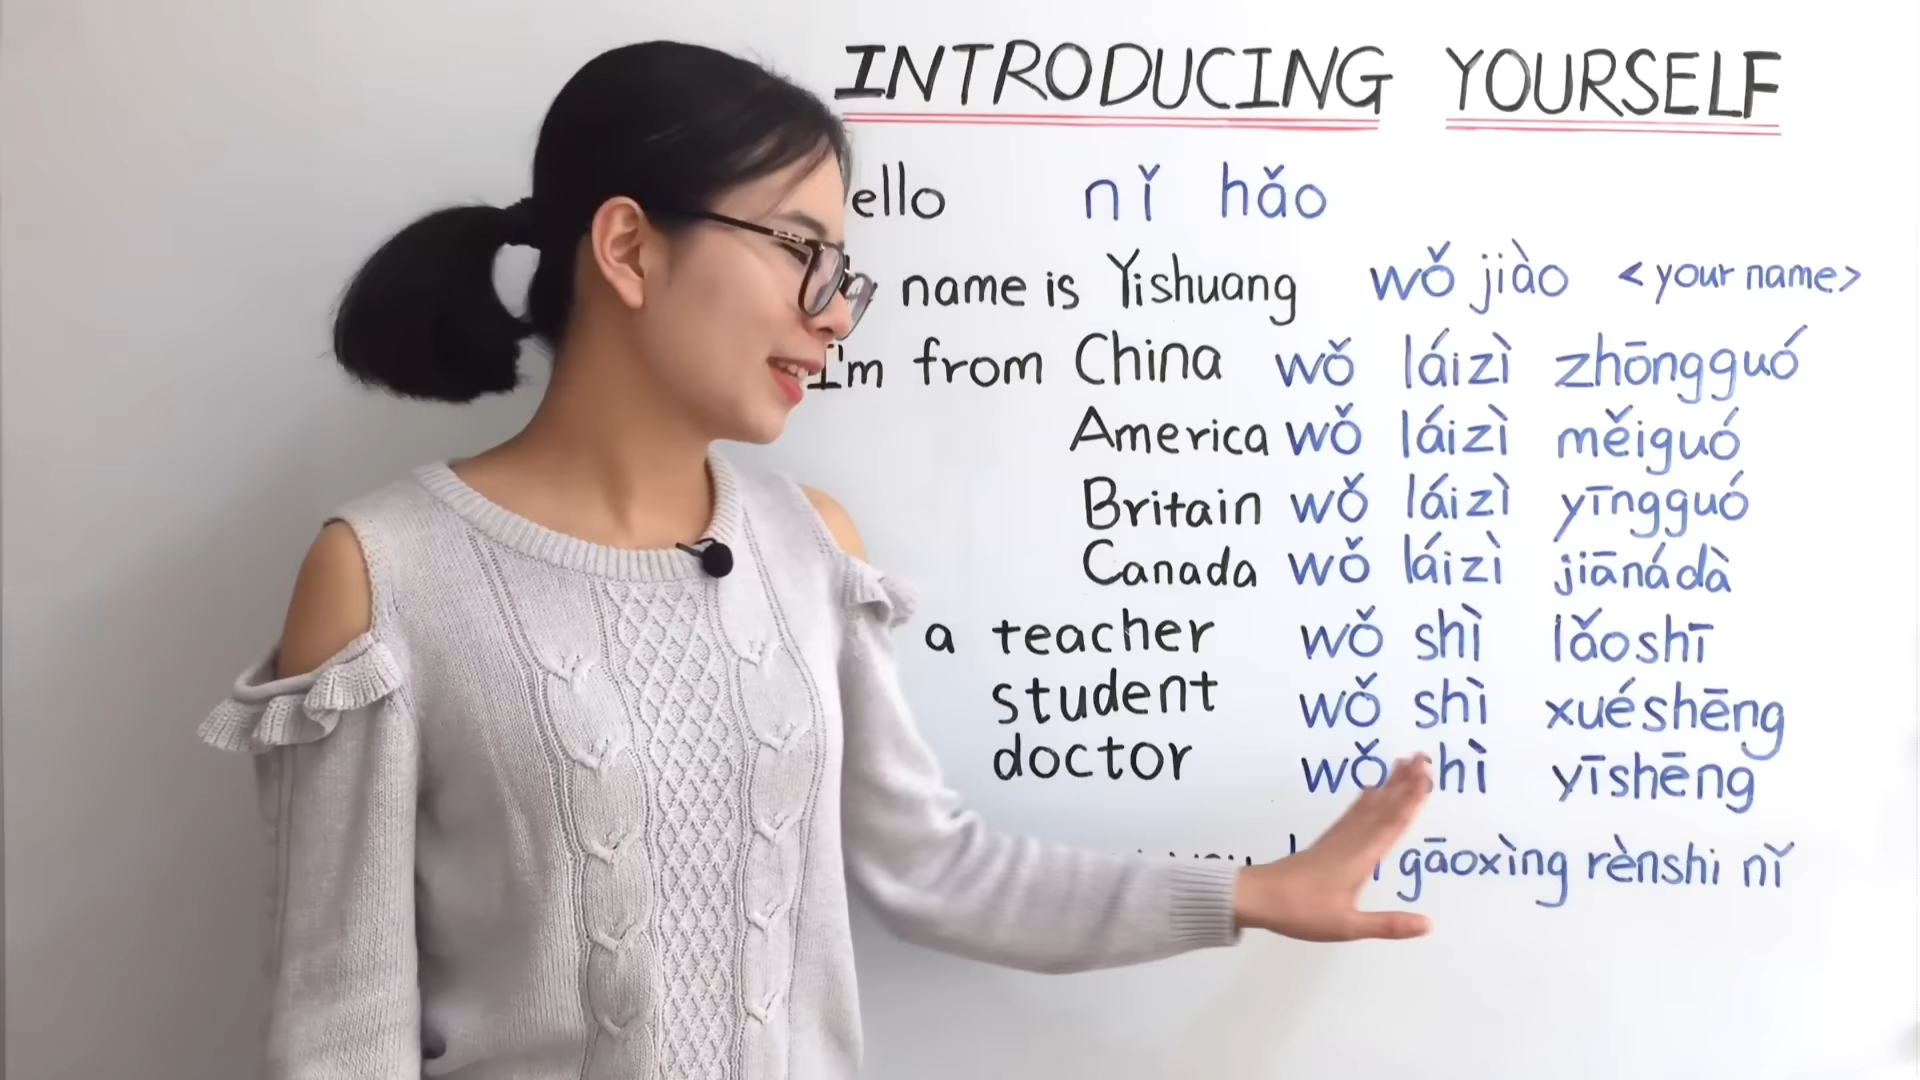 INTRODUCING YOURSELF
ello nǐ hǎo
name is Yishuang wǒ jiào <your name>
I'm from China wǒ láizì zhōngguó
America wǒ láizì měiguó
Britain wǒ láizì yīngguó
Canada wǒ láizì jiānádà
a teacher wǒ shì lǎoshī
student wǒ shì xuéshēng
doctor wǒ shì yīshēng
gāoxìng rènshi nǐ